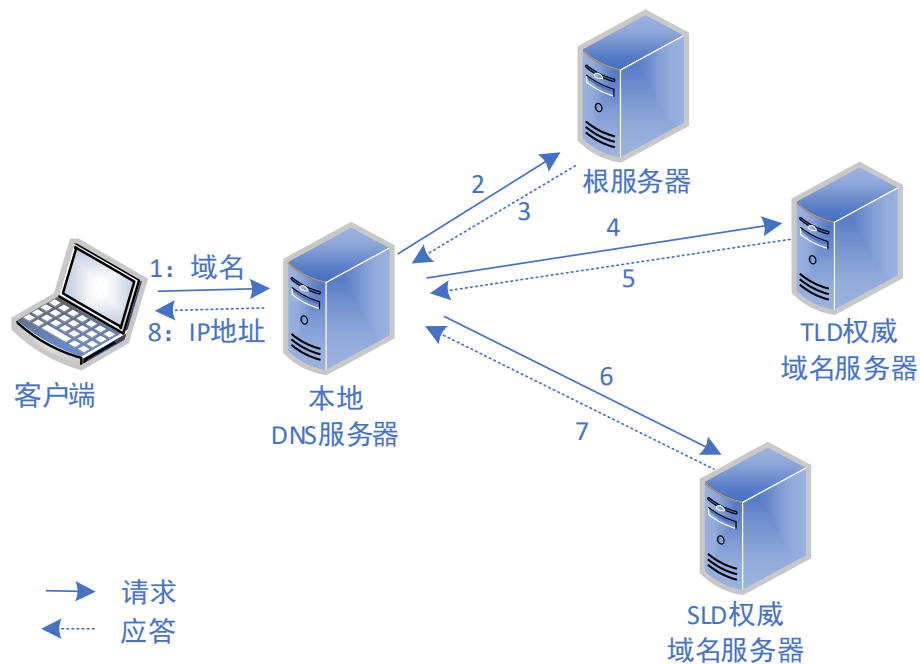 2
3
根服务器
4
5
1：域名
8：IP地址
TLD权威
域名服务器
客户端
本地
DNS服务器
6
7
SLD权威
域名服务器
请求
应答